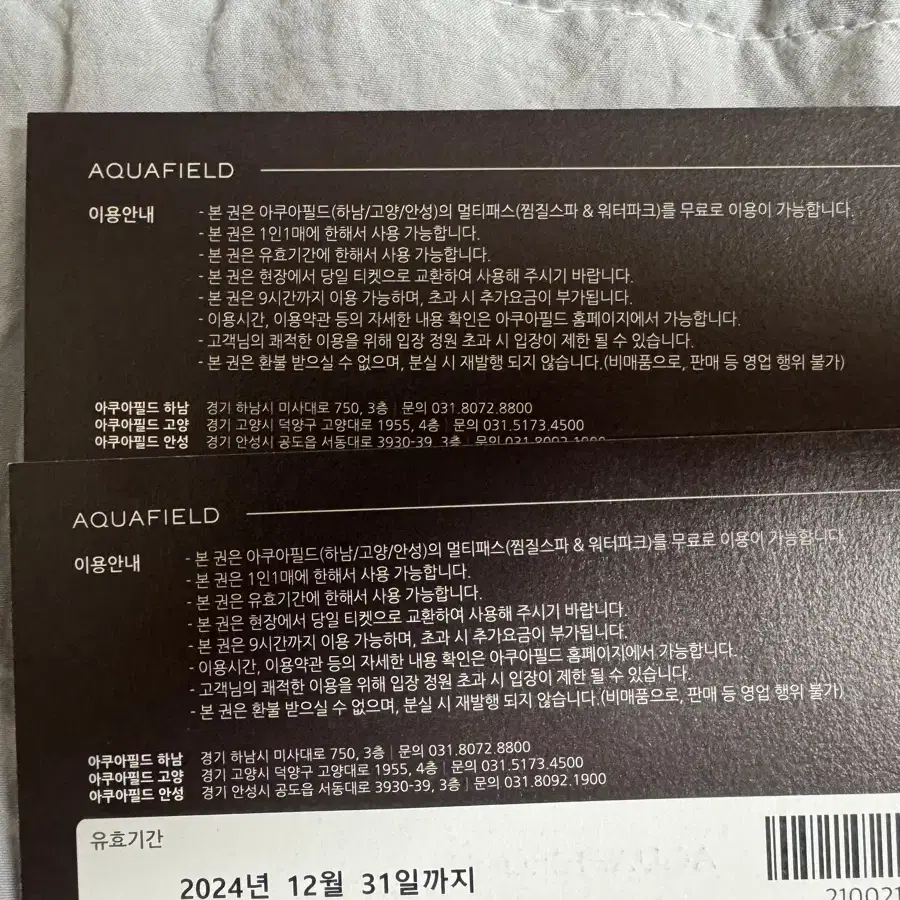 AQUAFIELD
이용안내
- 본 권은 아쿠아필드(하남/고양/안성)의 멀티패스(찜질스파 & 워터파크)를 무료로 이용이 가능합니다.
- 본 권은 1인1매에 한해서 사용 가능합니다.
- 본 권은 유효기간에 한해서 사용 가능합니다.
- 본 권은 현장에서 당일 티켓으로 교환하여 사용해 주시기 바랍니다.
- 본 권은 9시간까지 이용 가능하며, 초과 시 추가요금이 부가됩니다.
- 이용시간, 이용약관 등의 자세한 내용 확인은 아쿠아필드 홈페이지에서 가능합니다.
- 고객님의 쾌적한 이용을 위해 입장 정원 초과 시 입장이 제한 될 수 있습니다.
- 본 권은 환불 받으실 수 없으며, 분실 시 재발행 되지 않습니다.(비매품으로, 판매 등 영업 행위 불가)
아쿠아필드 하남 경기 하남시 미사대로 750, 3층 | 문의 031.8072.8800
아쿠아필드 고양 경기 고양시 덕양구 고양대로 1955, 4층 | 문의 031.5173.4500
아쿠아필드 안성 경기 안성시 공도읍 서동대로 3930-39, 3층 | 문의 031.8092.1900
AQUAFIELD
이용안내
- 본 권은 아쿠아필드(하남/고양/안성)의 멀티패스(찜질스파 & 워터파크)를 무료로 이용이 가능합니다.
- 본 권은 1인1매에 한해서 사용 가능합니다.
- 본 권은 유효기간에 한해서 사용 가능합니다.
- 본 권은 현장에서 당일 티켓으로 교환하여 사용해 주시기 바랍니다.
- 본 권은 9시간까지 이용 가능하며, 초과 시 추가요금이 부가됩니다.
- 이용시간, 이용약관 등의 자세한 내용 확인은 아쿠아필드 홈페이지에서 가능합니다.
- 고객님의 쾌적한 이용을 위해 입장 정원 초과 시 입장이 제한 될 수 있습니다.
- 본 권은 환불 받으실 수 없으며, 분실 시 재발행 되지 않습니다.(비매품으로, 판매 등 영업 행위 불가)
아쿠아필드 하남 경기 하남시 미사대로 750, 3층 | 문의 031.8072.8800
아쿠아필드 고양 경기 고양시 덕양구 고양대로 1955, 4층 | 문의 031.5173.4500
아쿠아필드 안성 경기 안성시 공도읍 서동대로 3930-39, 3층 | 문의 031.8092.1900
유효기간
2024년 12월 31일까지
210021